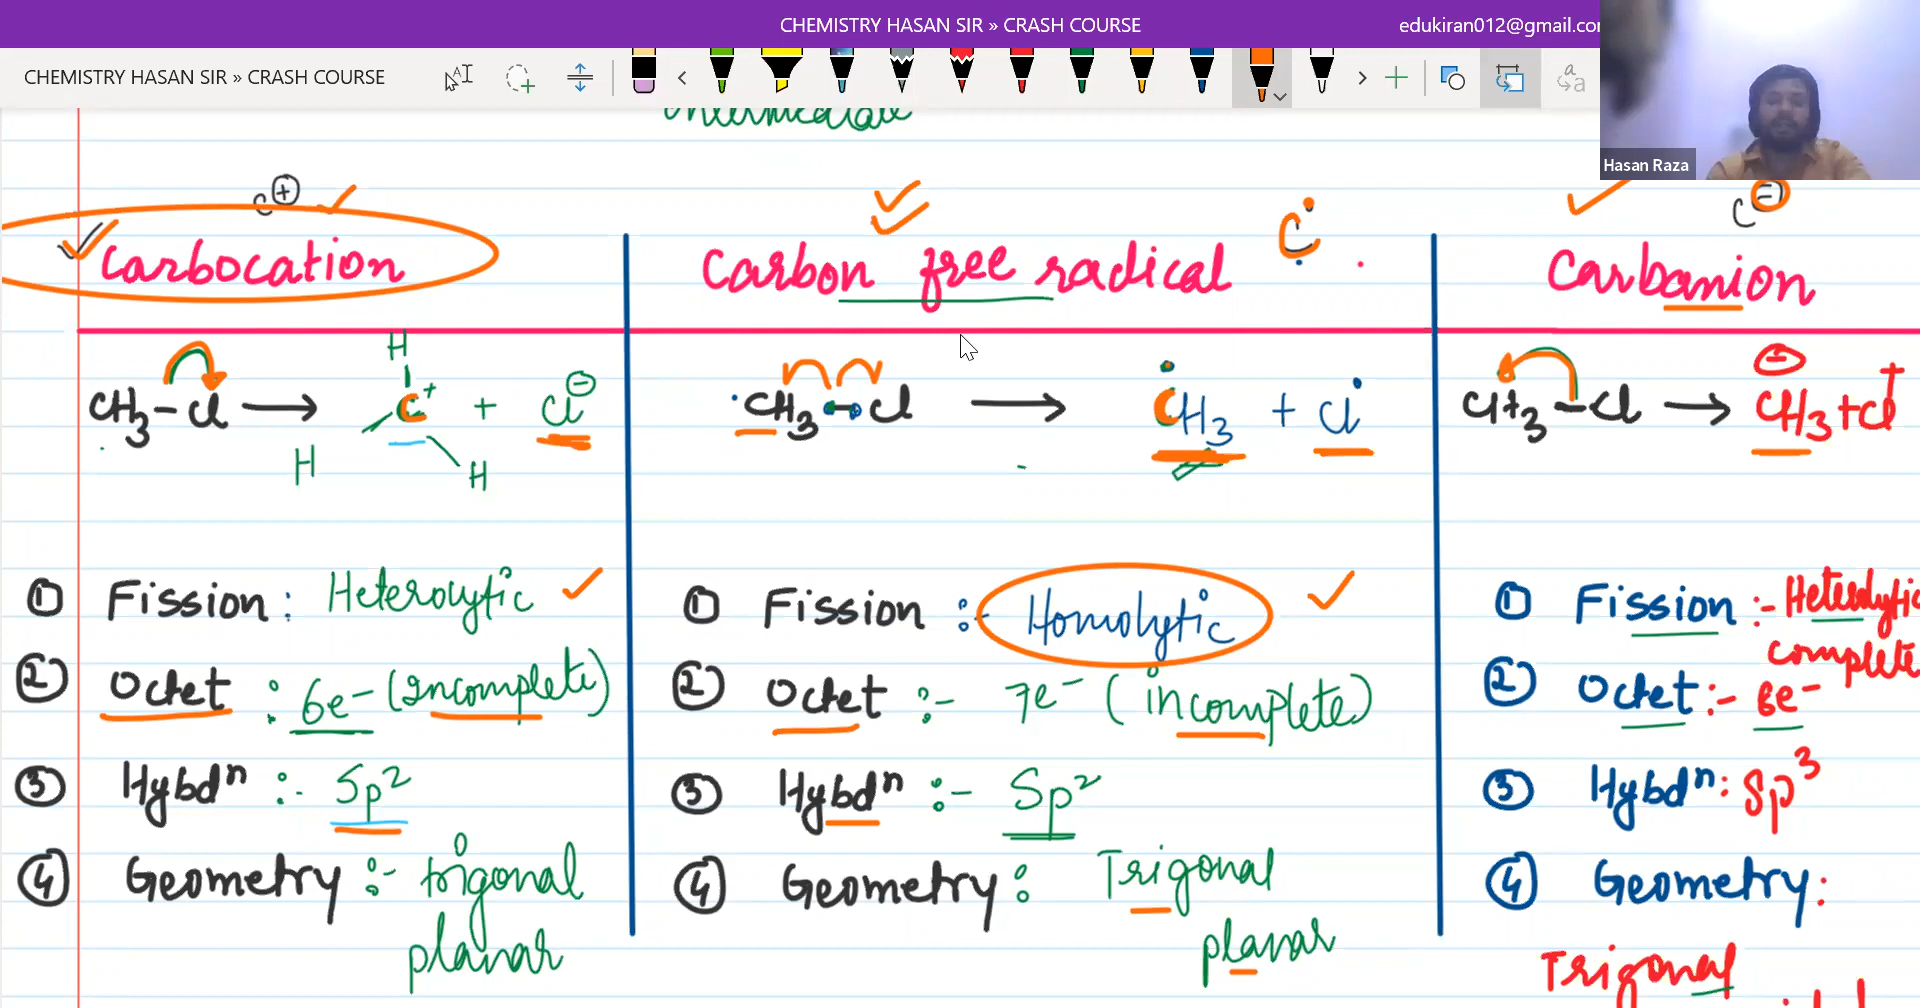 CHEMISTRY HASAN SIR » CRASH COURSE
edukiran012@gmail.co
CHEMISTRY HASAN SIR » CRASH COURSE
Hasan Raza
Intermediate
C⊕
C•
C⊖
Carbocation
Carbon free radical
Carbanion
CH₃–Cl → H C⁺ H H + Cl⊖
·CH₃ Cl → ĊH₃ + Cl•
CH₃–Cl → ⊖CH₃+Cl⁺
① Fission: Heterolytic
② Octet : 6e– (incomplete)
③ Hybdⁿ :- Sp²
④ Geometry :- trigonal
planar
① Fission :- Homolytic
② Octet :- 7e⁻ (incomplete)
③ Hybdⁿ :- Sp²
④ Geometry : Trigonal
planar
① Fission :- Heterolytic
complete
② Octet :- 8e–
③ Hybdⁿ: Sp³
④ Geometry:
Trigonal